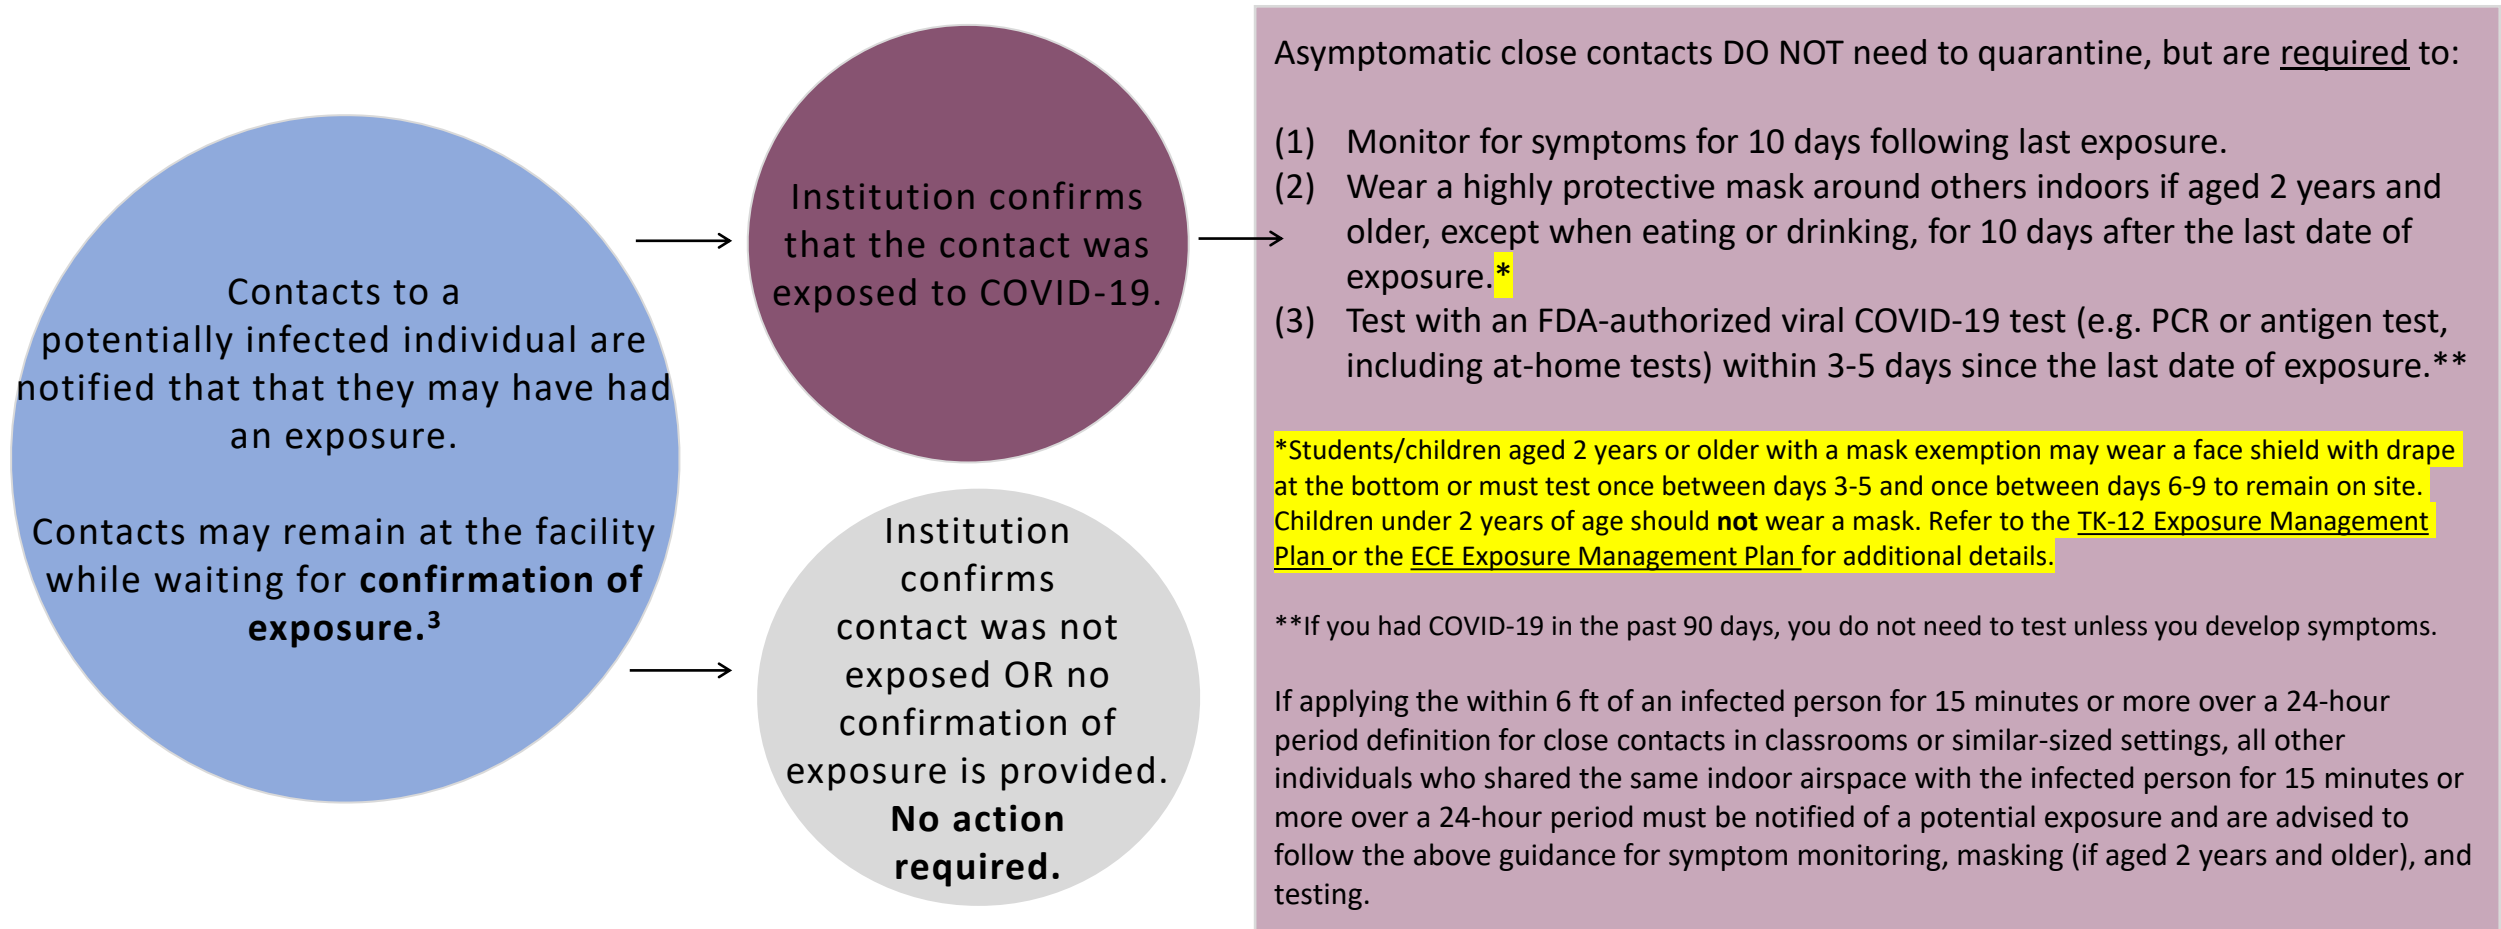 Contacts to a
potentially infected individual are
notified that that they may have had
an exposure.
Contacts may remain at the facility
while waiting for confirmation of
exposure.³
Institution confirms
that the contact was
exposed to COVID-19.
Institution
confirms
contact was not
exposed OR no
confirmation of
exposure is provided.
No action
required.
Asymptomatic close contacts DO NOT need to quarantine, but are required to:
(1) Monitor for symptoms for 10 days following last exposure.
(2) Wear a highly protective mask around others indoors if aged 2 years and
older, except when eating or drinking, for 10 days after the last date of
exposure.*
(3) Test with an FDA-authorized viral COVID-19 test (e.g. PCR or antigen test,
including at-home tests) within 3-5 days since the last date of exposure.**
*Students/children aged 2 years or older with a mask exemption may wear a face shield with drape
at the bottom or must test once between days 3-5 and once between days 6-9 to remain on site.
Children under 2 years of age should not wear a mask. Refer to the TK-12 Exposure Management
Plan or the ECE Exposure Management Plan for additional details.
**If you had COVID-19 in the past 90 days, you do not need to test unless you develop symptoms.
If applying the within 6 ft of an infected person for 15 minutes or more over a 24-hour
period definition for close contacts in classrooms or similar-sized settings, all other
individuals who shared the same indoor airspace with the infected person for 15 minutes or
more over a 24-hour period must be notified of a potential exposure and are advised to
follow the above guidance for symptom monitoring, masking (if aged 2 years and older), and
testing.